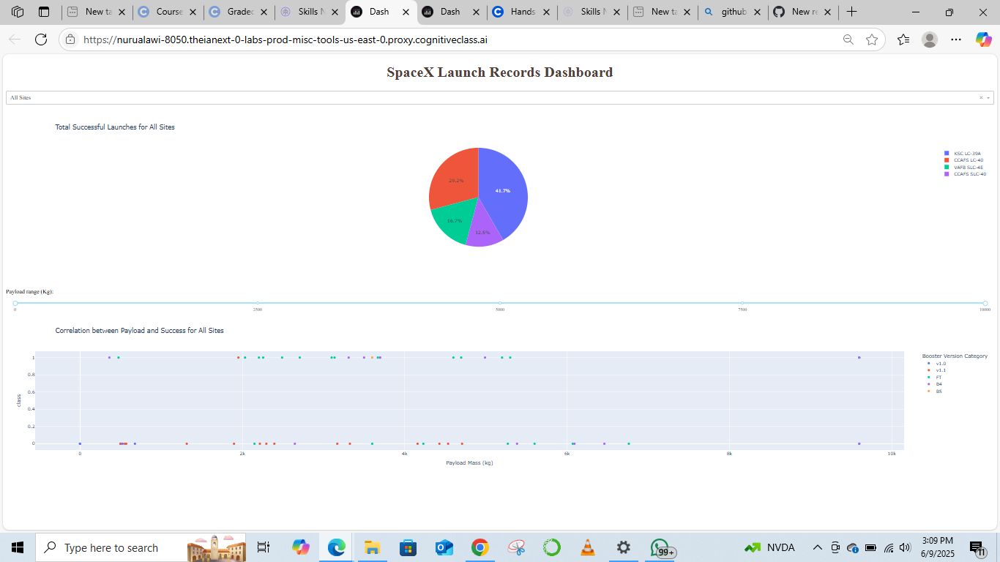 New ta
Course
Gradec
Skills N
Dash
Dash
Hands-
Skills N
New ta
github
New re
https://nurualawi-8050.theianext-0-labs-prod-misc-tools-us-east-0.proxy.cognitiveclass.ai
SpaceX Launch Records Dashboard
All Sites
Total Successful Launches for All Sites
KSC LC-39A
CCAFS LC-40
VAFB SLC-4E
CCAFS SLC-40
29.2%
41.7%
16.7%
12.5%
Payload range (Kg):
0 2500 5000 7500 10000
Correlation between Payload and Success for All Sites
Booster Version Category
v1.0
v1.1
FT
B4
B5
class
1
0.8
0.6
0.4
0.2
0
0 2k 4k 6k 8k 10k
Payload Mass (kg)
Type here to search
99+
NVDA
3:09 PM
6/9/2025
11